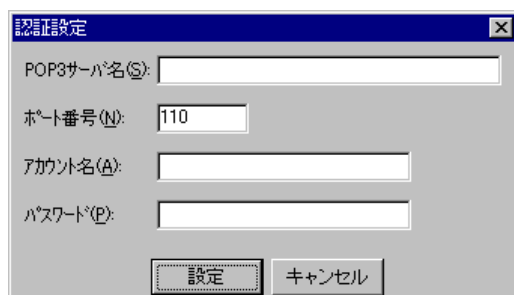 認証設定
POP3ｻｰﾊﾞ名(S):
ﾎﾟｰﾄ番号(N): 110
ｱｶｳﾝﾄ名(A):
ﾊﾟｽﾜｰﾄﾞ(P):
設定 キャンセル